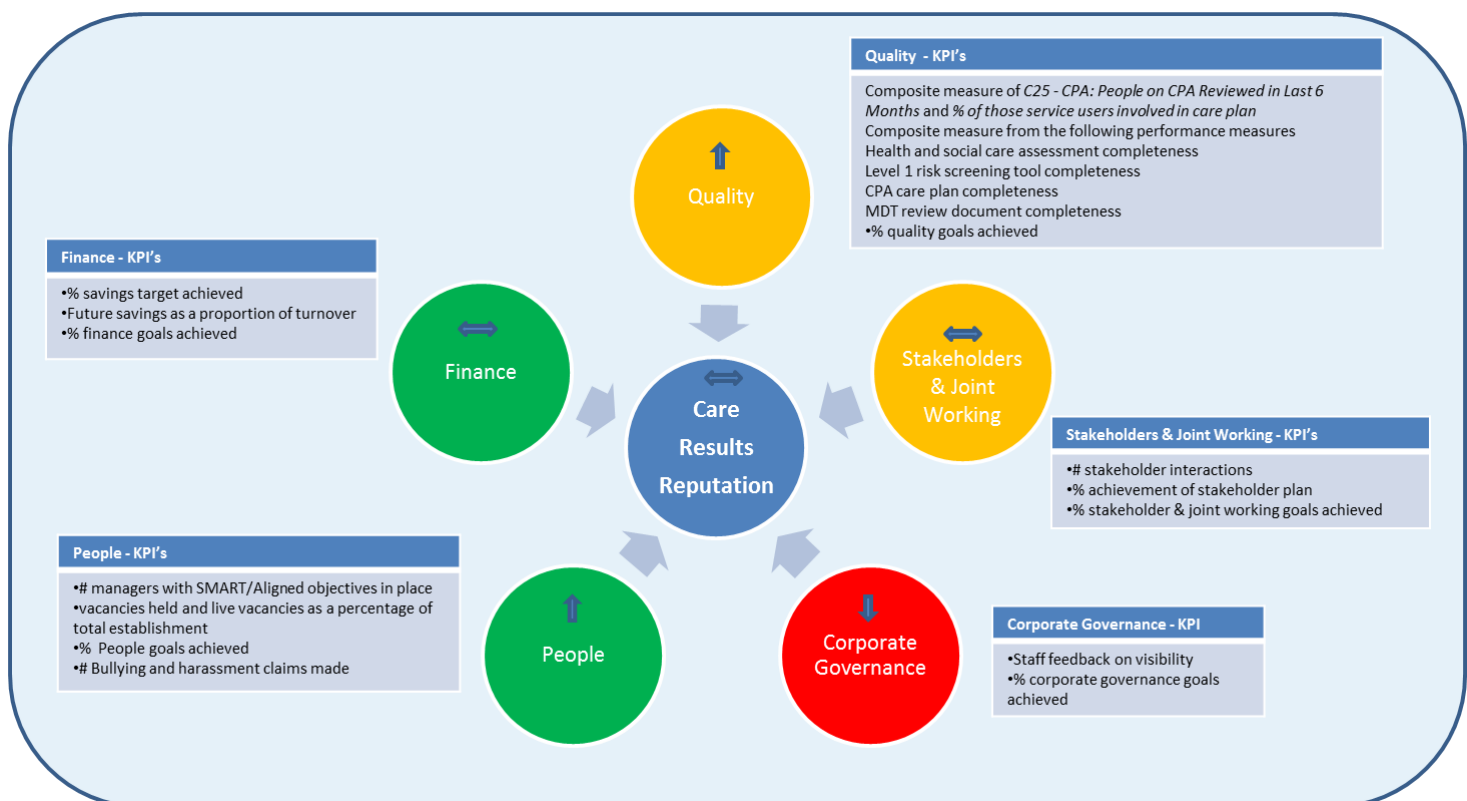 Quality - KPI's
Composite measure of C25 - CPA: People on CPA Reviewed in Last 6
Months and % of those service users involved in care plan
Composite measure from the following performance measures
Health and social care assessment completeness
Level 1 risk screening tool completeness
CPA care plan completeness
MDT review document completeness
•% quality goals achieved
Quality
Finance - KPI's
•% savings target achieved
•Future savings as a proportion of turnover
•% finance goals achieved
Finance
Stakeholders
& Joint
Working
Care
Results
Reputation
Stakeholders & Joint Working - KPI's
•# stakeholder interactions
•% achievement of stakeholder plan
•% stakeholder & joint working goals achieved
People - KPI's
•# managers with SMART/Aligned objectives in place
•vacancies held and live vacancies as a percentage of
total establishment
•% People goals achieved
•# Bullying and harassment claims made
People
Corporate
Governance
Corporate Governance - KPI
•Staff feedback on visibility
•% corporate governance goals
achieved